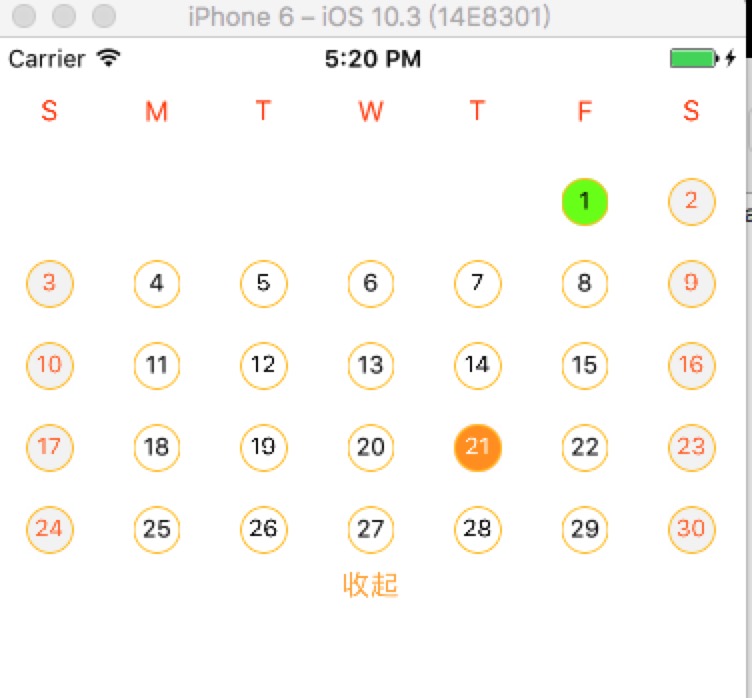 iPhone 6 – iOS 10.3 (14E8301)
Carrier 5:20 PM
S M T W T F S
1 2
3 4 5 6 7 8 9
10 11 12 13 14 15 16
17 18 19 20 21 22 23
24 25 26 27 28 29 30
收起